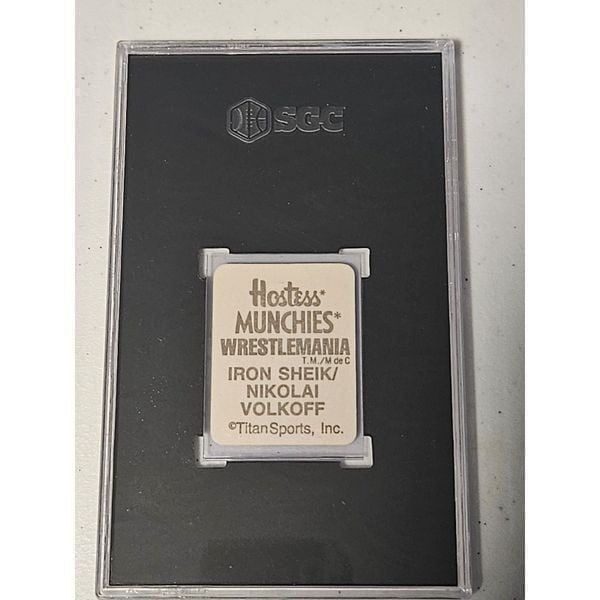 SGC
Hostess*
MUNCHIES*
WRESTLEMANIA
T.M./M de C
IRON SHEIK/
NIKOLAI
VOLKOFF
©TitanSports, Inc.